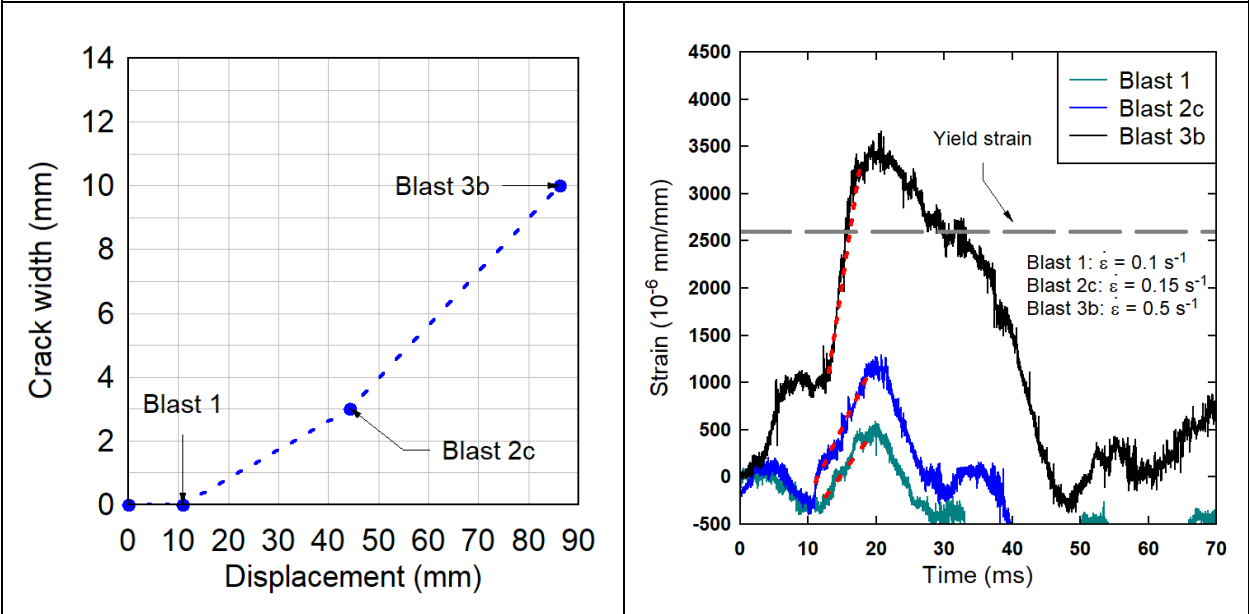 14
12
10
8
6
4
2
0
0 10 20 30 40 50 60 70 80 90
Crack width (mm)
Displacement (mm)
Blast 3b
Blast 1
Blast 2c
4500
4000
3500
3000
2500
2000
1500
1000
500
0
-500
0 10 20 30 40 50 60 70
Strain (10⁻⁶ mm/mm)
Time (ms)
Blast 1
Blast 2c
Blast 3b
Yield strain
Blast 1: ε̇ = 0.1 s⁻¹
Blast 2c: ε̇ = 0.15 s⁻¹
Blast 3b: ε̇ = 0.5 s⁻¹